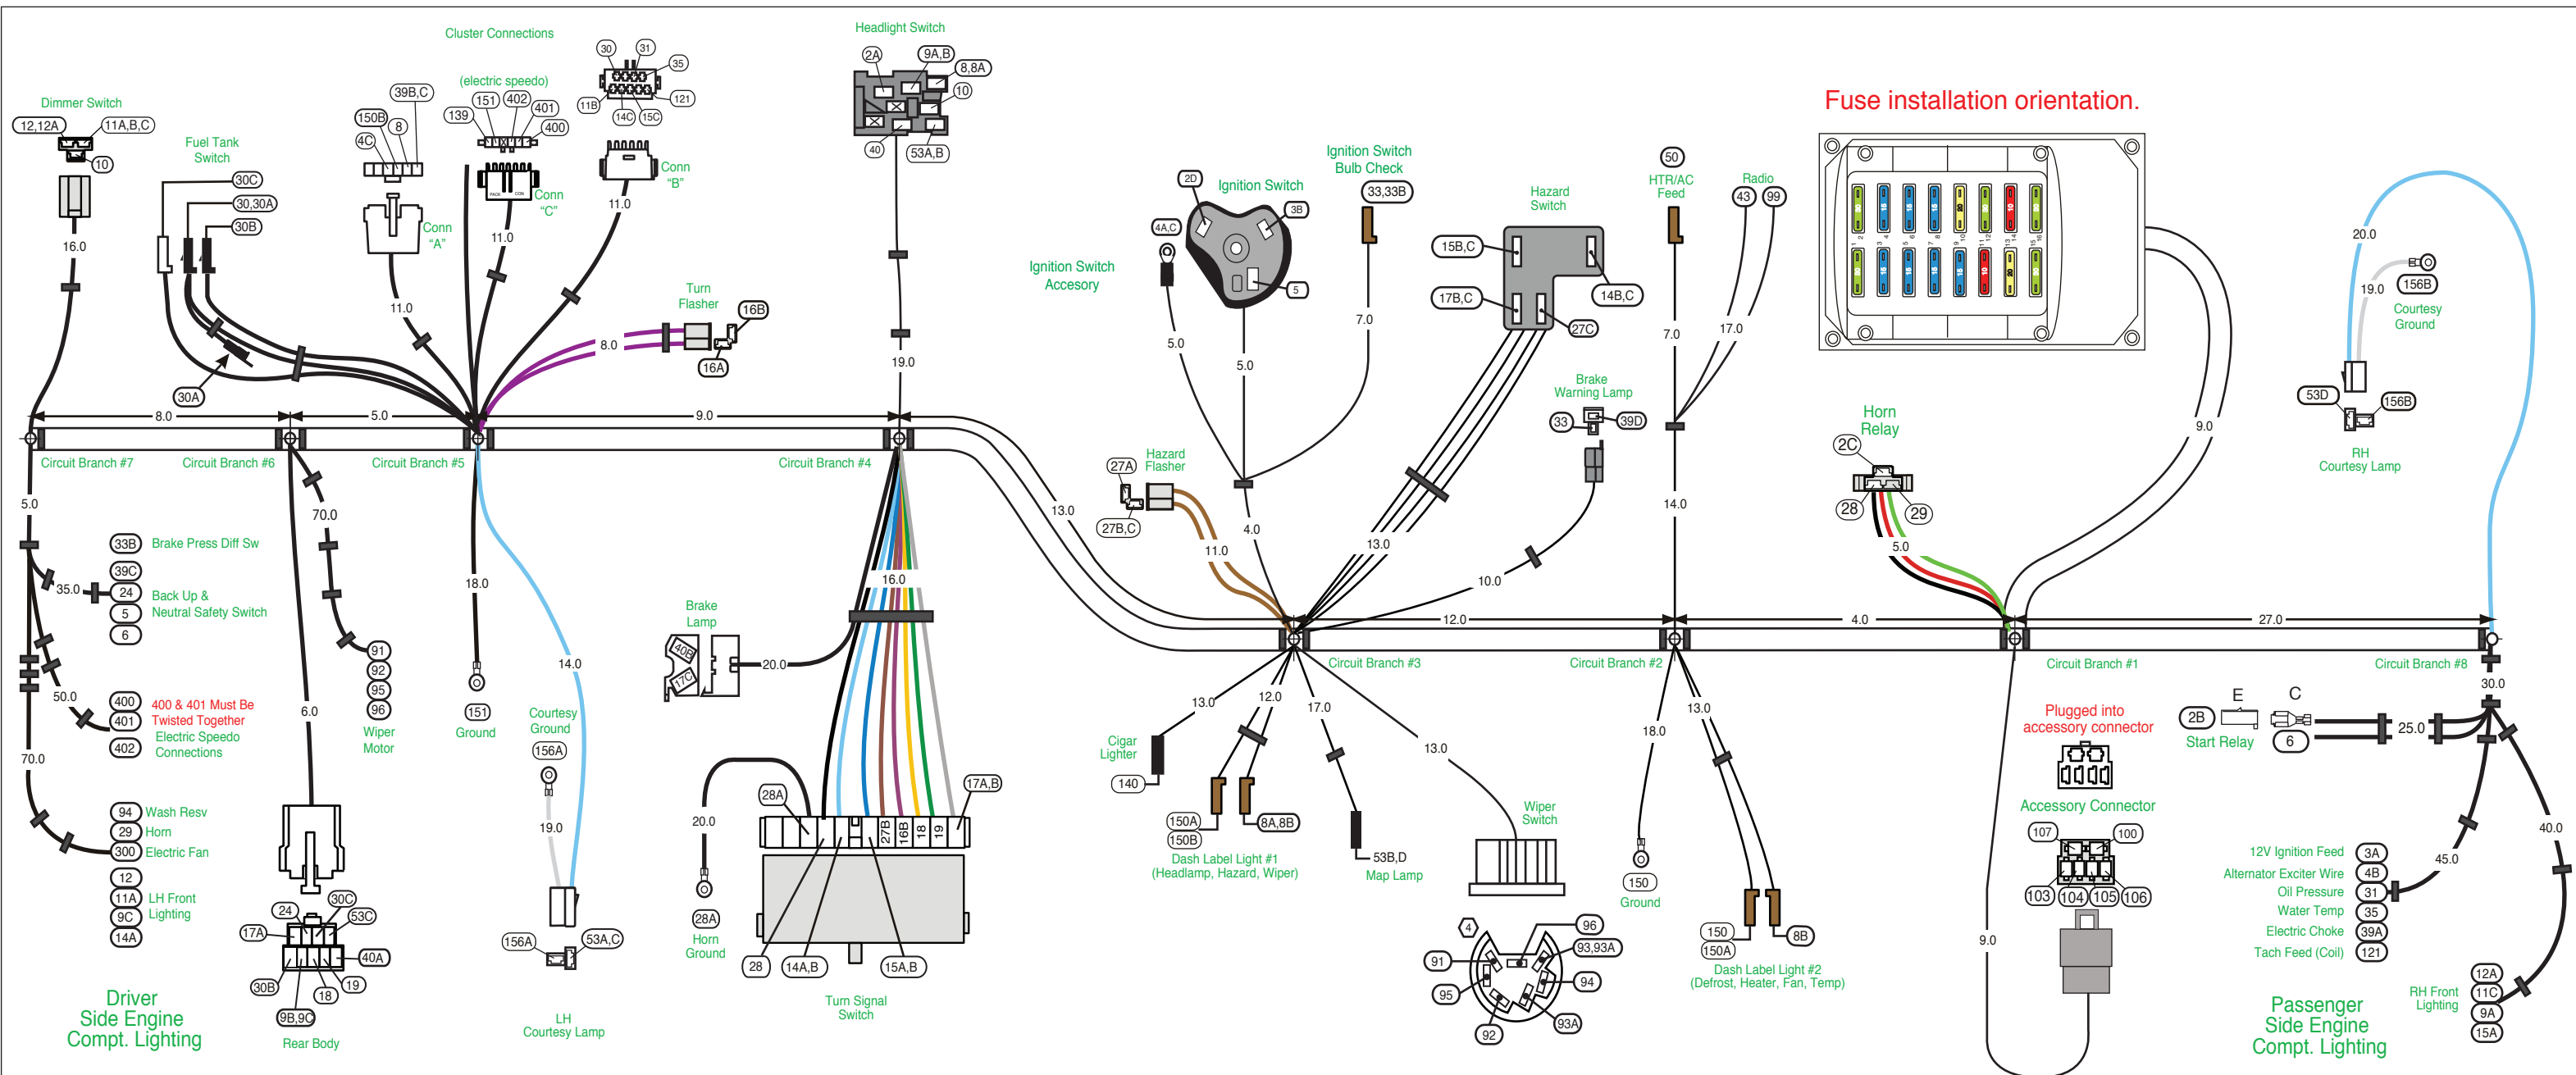 Cluster Connections
(electric speedo)
30
31
35
11B
14C
15C
121
139
151
402
401
400
Conn
“C”
11.0
Conn
“B”
11.0
Dimmer Switch
12,12A
11A,B,C
10
16.0
Fuel Tank
Switch
30C
30,30A
30B
30A
39B,C
150B
8
4C
Conn
“A”
11.0
Turn
Flasher
16B
16A
8.0
Headlight Switch
2A
9A,B
8,8A
10
40
53A,B
19.0
Ignition Switch
Accesory
4A,C
5.0
Ignition Switch
2D
3B
5
5.0
Ignition Switch
Bulb Check
33,33B
7.0
4.0
Hazard
Switch
15B,C
17B,C
14B,C
27C
13.0
Brake
Warning Lamp
33
39D
10.0
50
HTR/AC
Feed
7.0
Radio
43
99
17.0
14.0
Fuse installation orientation.
9.0
Horn
Relay
2C
28
29
5.0
20.0
19.0
156B
Courtesy
Ground
53D
156B
RH
Courtesy Lamp
8.0
5.0
9.0
13.0
12.0
4.0
27.0
Circuit Branch #7
Circuit Branch #6
Circuit Branch #5
Circuit Branch #4
Circuit Branch #3
Circuit Branch #2
Circuit Branch #1
Circuit Branch #8
Hazard
Flasher
27A
27B,C
11.0
5.0
33B Brake Press Diff Sw
39C
35.0
24
5
6
Back Up &
Neutral Safety Switch
50.0
400
401
402
400 & 401 Must Be
Twisted Together
Electric Speedo
Connections
70.0
94 Wash Resv
29 Horn
300 Electric Fan
12
11A
9C
14A
LH Front
Lighting
Driver
Side Engine
Compt. Lighting
70.0
91
92
95
96
Wiper
Motor
6.0
24
30C
53C
17A
40A
30B
19
18
9B,9C
Rear Body
18.0
151
Ground
14.0
Courtesy
Ground
156A
19.0
156A
53A,C
LH
Courtesy Lamp
Brake
Lamp
40B
17C
20.0
16.0
20.0
28A
Horn
Ground
28A
17A,B
27B
16B
18
19
28
14A,B
15A,B
Turn Signal
Switch
13.0
Cigar
Lighter
140
12.0
150A
150B
8A,8B
Dash Label Light #1
(Headlamp, Hazard, Wiper)
17.0
53B,D
Map Lamp
13.0
Wiper
Switch
4
96
93,93A
91
94
95
93A
92
18.0
150
Ground
13.0
150
150A
8B
Dash Label Light #2
(Defrost, Heater, Fan, Temp)
9.0
Plugged into
accessory connector
Accessory Connector
107
100
103
104
105
106
30.0
E
C
2B
6
Start Relay
25.0
40.0
45.0
12V Ignition Feed 3A
Alternator Exciter Wire 4B
Oil Pressure 31
Water Temp 35
Electric Choke 39A
Tach Feed (Coil) 121
RH Front
Lighting
12A
11C
9A
15A
Passenger
Side Engine
Compt. Lighting